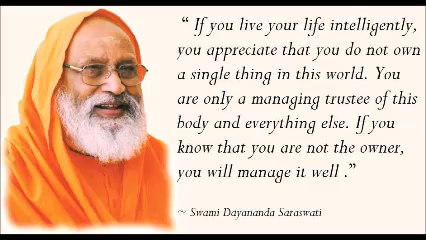 “ If you live your life intelligently,
you appreciate that you do not own
a single thing in this world. You
are only a managing trustee of this
body and everything else. If you
know that you are not the owner,
you will manage it well .”
~ Swami Dayananda Saraswati